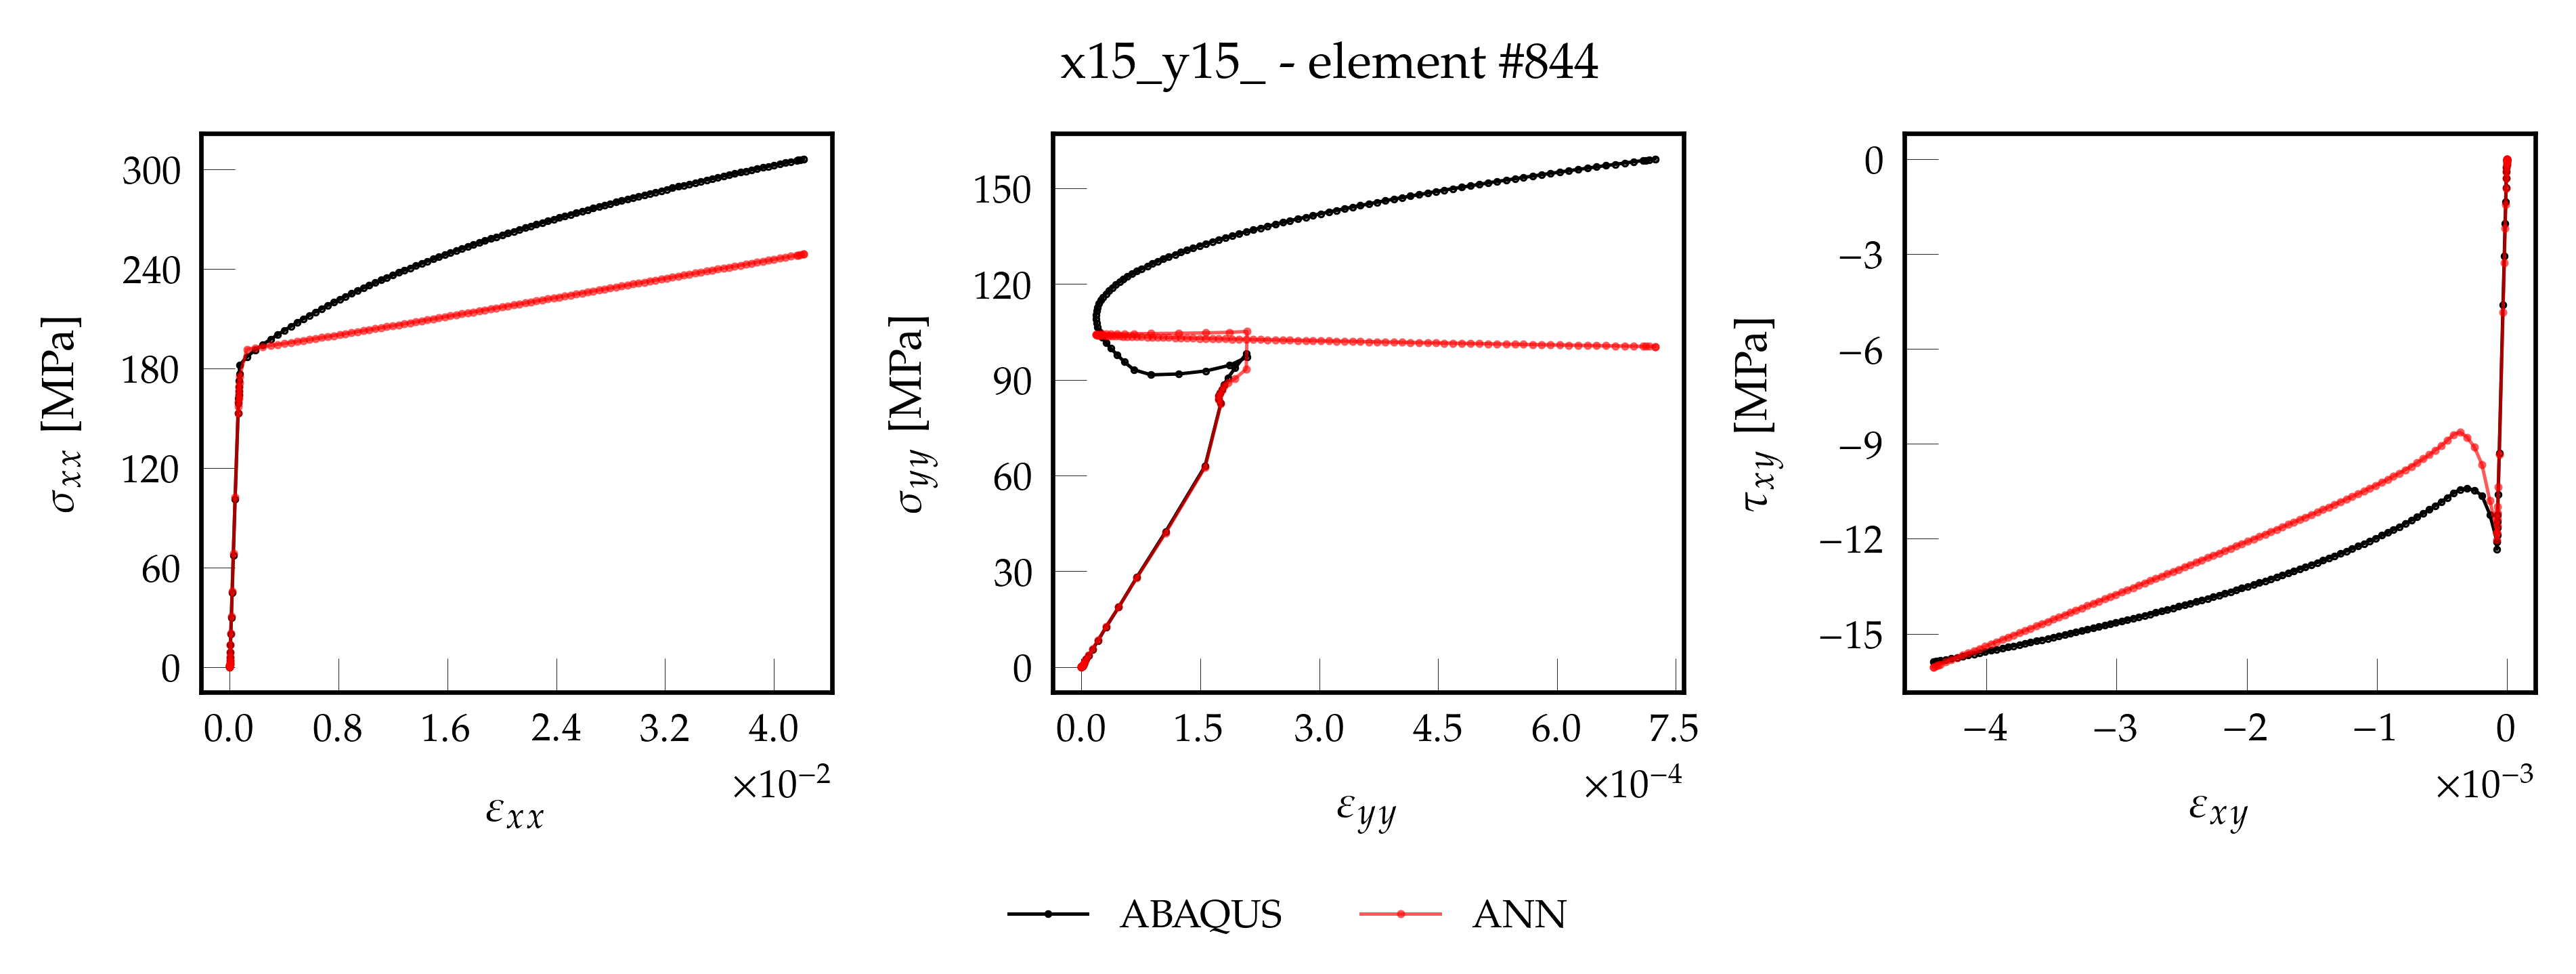 x15_y15_ - element #844
σxx [MPa]
300
240
180
120
60
0
0.0 0.8 1.6 2.4 3.2 4.0
×10−2
εxx
σyy [MPa]
150
120
90
60
30
0
0.0 1.5 3.0 4.5 6.0 7.5
×10−4
εyy
τxy [MPa]
0
−3
−6
−9
−12
−15
−4 −3 −2 −1 0
×10−3
εxy
ABAQUS ANN